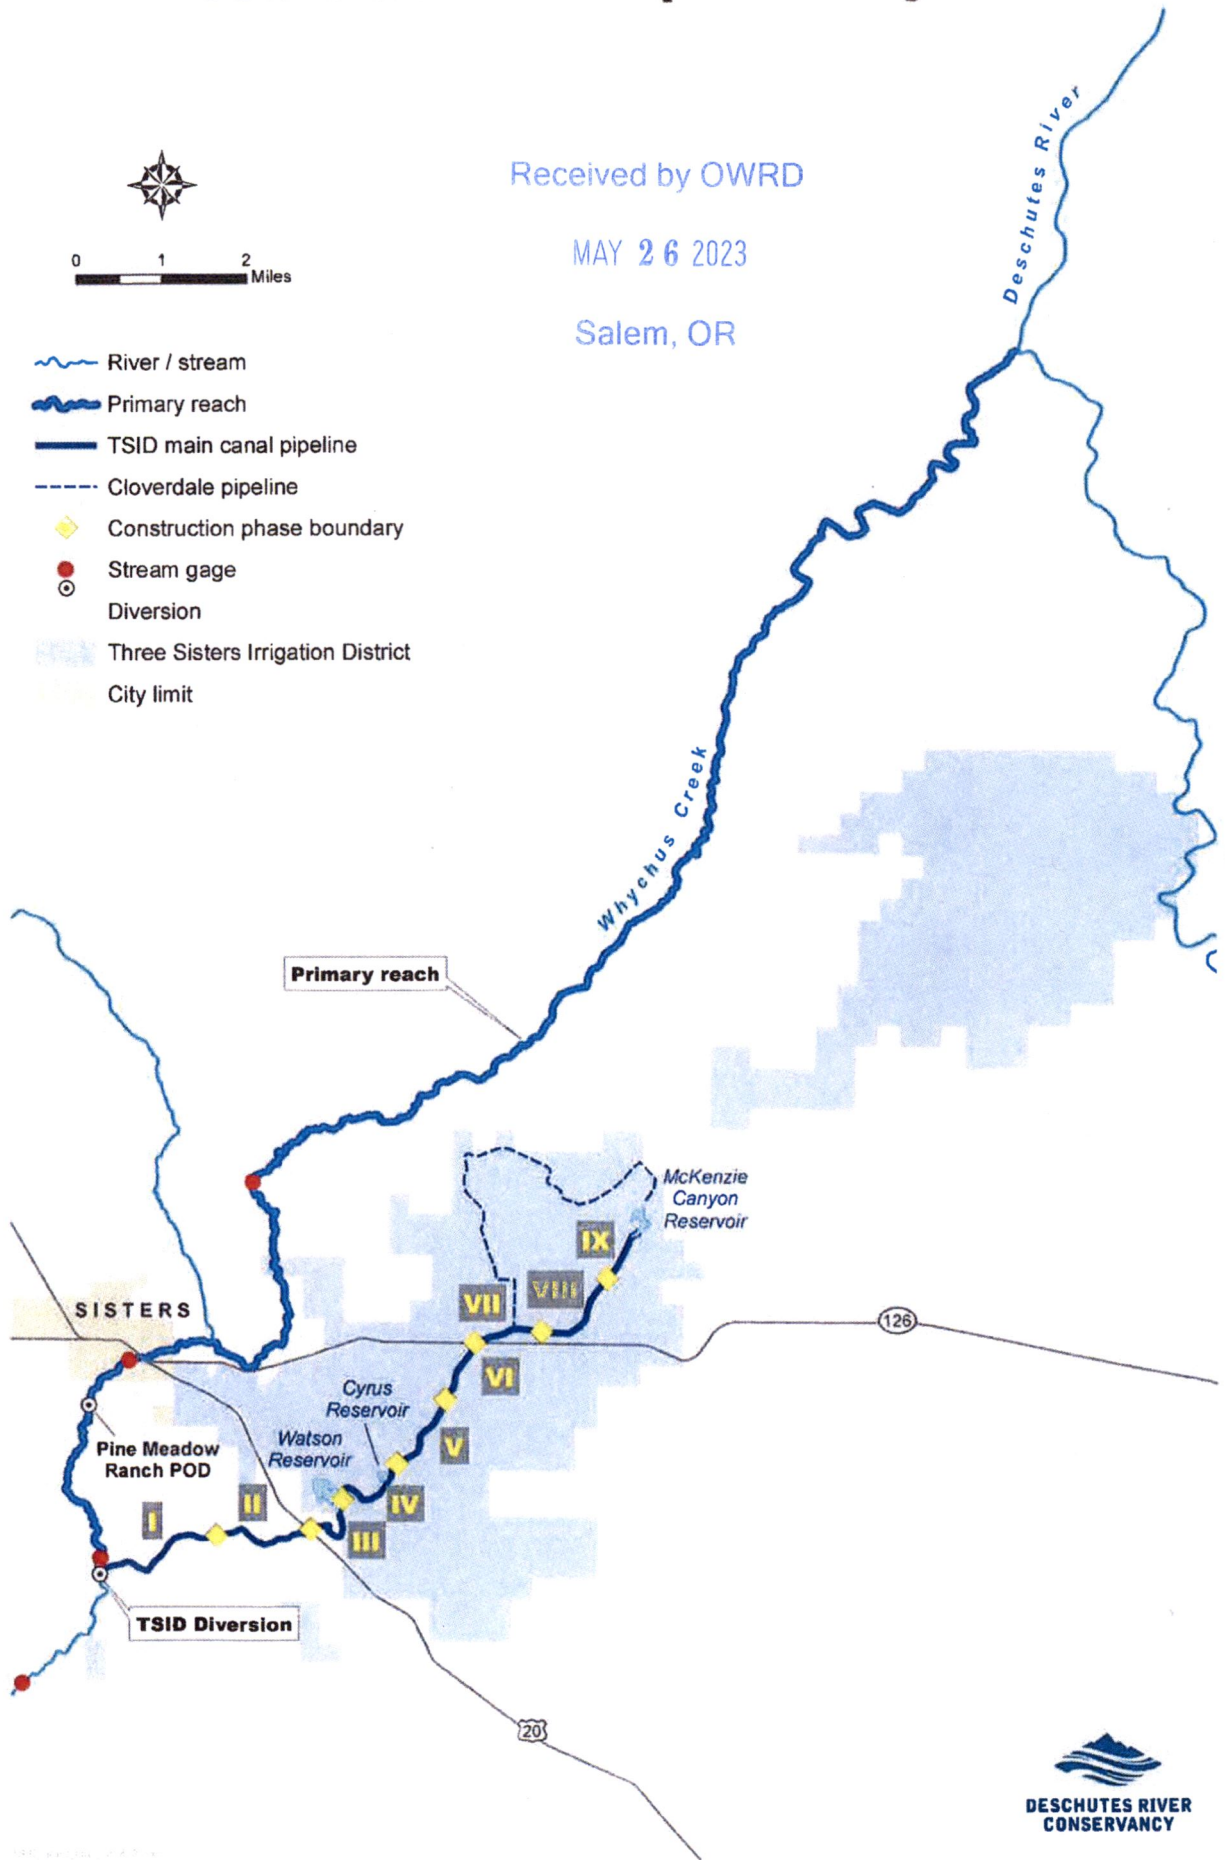 Received by OWRD
MAY 26 2023
Salem, OR
0 1 2
Miles
River / stream
Primary reach
TSID main canal pipeline
Cloverdale pipeline
Construction phase boundary
Stream gage
Diversion
Three Sisters Irrigation District
City limit
Deschutes River
Whychus Creek
Primary reach
McKenzie
Canyon
Reservoir
IX
VIII
VII
SISTERS
126
VI
Cyrus
Reservoir
V
Watson
Reservoir
Pine Meadow
Ranch POD
IV
II
I
III
TSID Diversion
20
DESCHUTES RIVER
CONSERVANCY